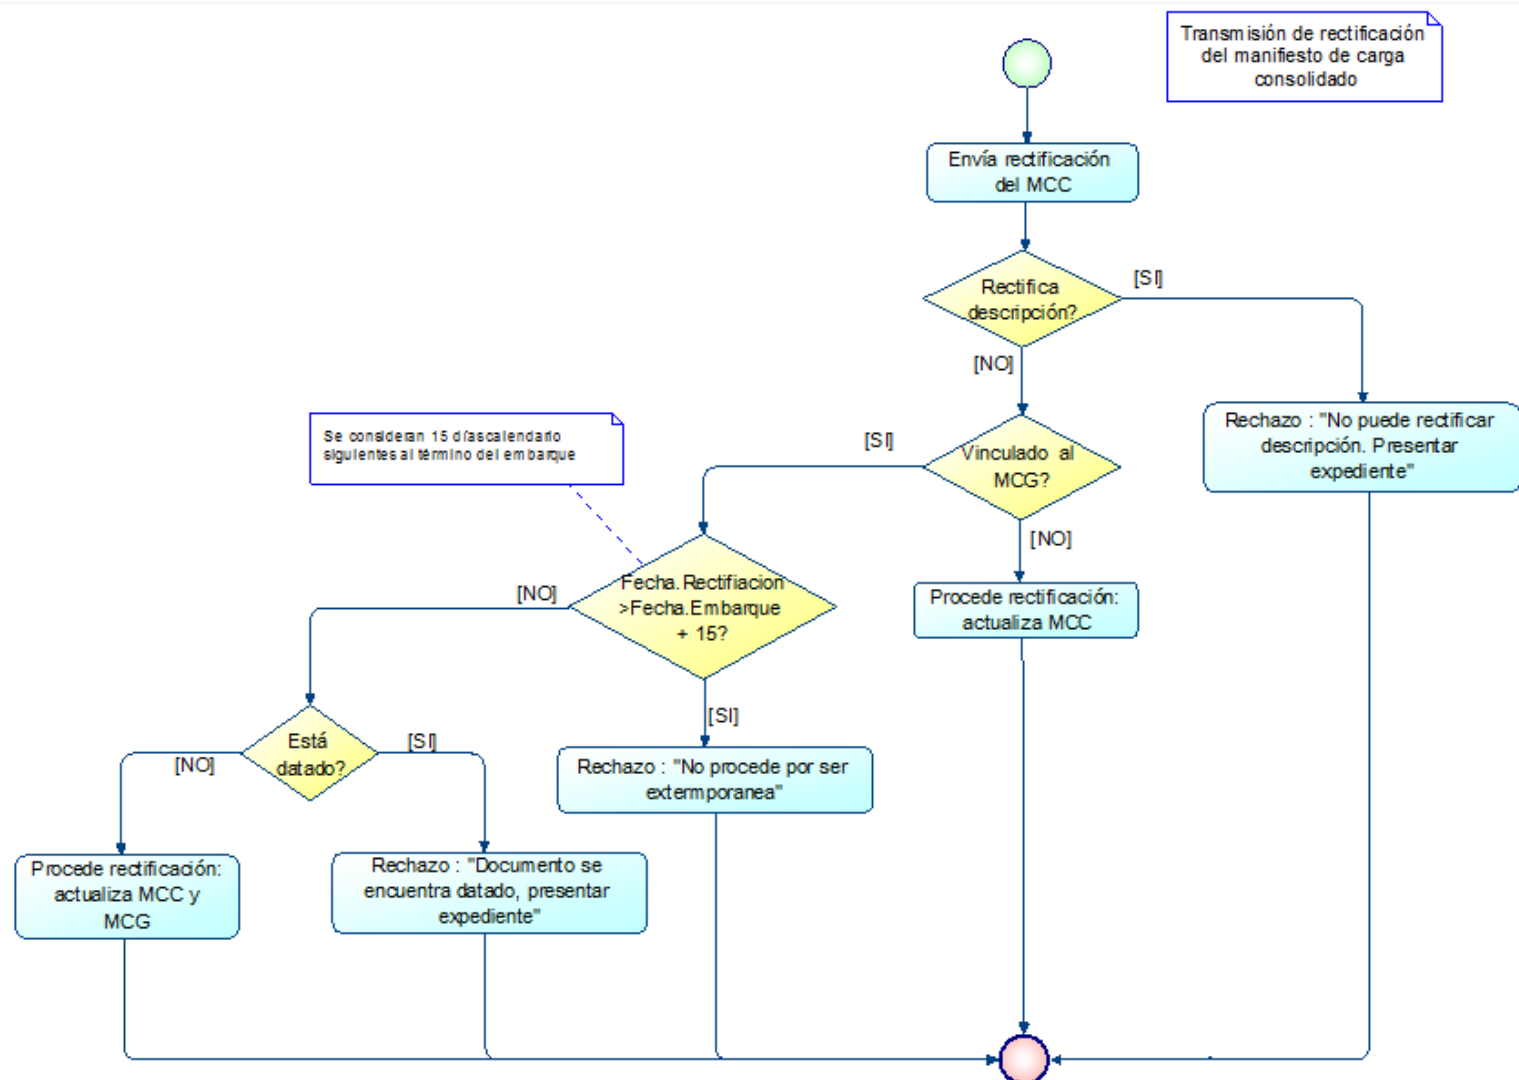 Transmisión de rectificación
del manifiesto de carga
consolidado
Envía rectificación
del MCC
Rectifica
descripción?
[SI]
[NO]
Rechazo : "No puede rectificar
descripción. Presentar
expediente"
Vinculado al
MCG?
[SI]
[NO]
Se consideran 15 díascalendario
siguientes al término del embarque
Procede rectificación:
actualiza MCC
Fecha.Rectifiacion
>Fecha.Embarque
+ 15?
[NO]
[SI]
Está
datado?
[NO]
[SI]
Rechazo : "No procede por ser
extermporanea"
Procede rectificación:
actualiza MCC y
MCG
Rechazo : "Documento se
encuentra datado, presentar
expediente"